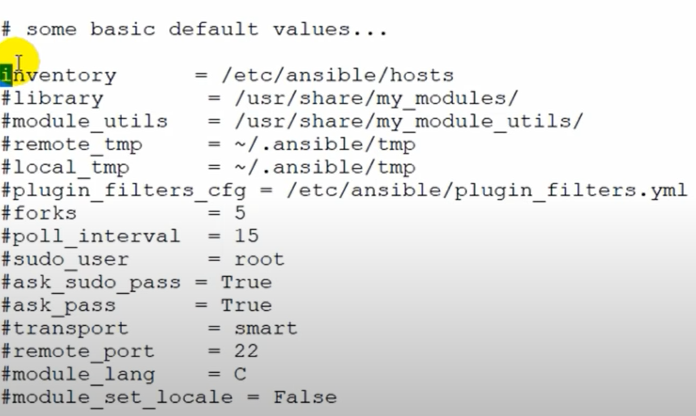 # some basic default values...
inventory = /etc/ansible/hosts
#library = /usr/share/my_modules/
#module_utils = /usr/share/my_module_utils/
#remote_tmp = ~/.ansible/tmp
#local_tmp = ~/.ansible/tmp
#plugin_filters_cfg = /etc/ansible/plugin_filters.yml
#forks = 5
#poll_interval = 15
#sudo_user = root
#ask_sudo_pass = True
#ask_pass = True
#transport = smart
#remote_port = 22
#module_lang = C
#module_set_locale = False